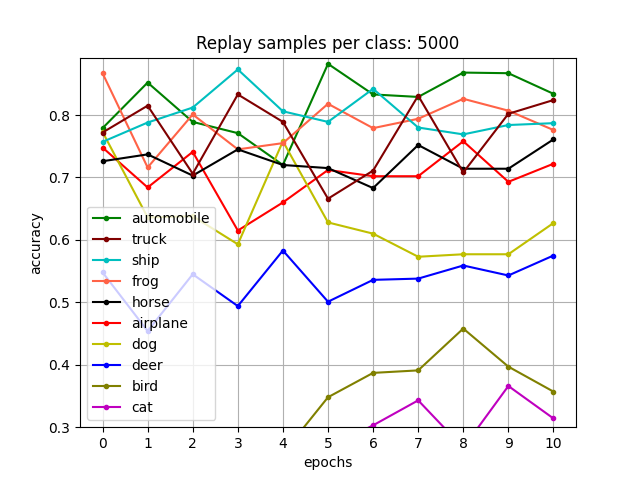 Replay samples per class: 5000
accuracy
0.8
0.7
0.6
0.5
0.4
0.3
automobile
truck
ship
frog
horse
airplane
dog
deer
bird
cat
0 1 2 3 4 5 6 7 8 9 10
epochs